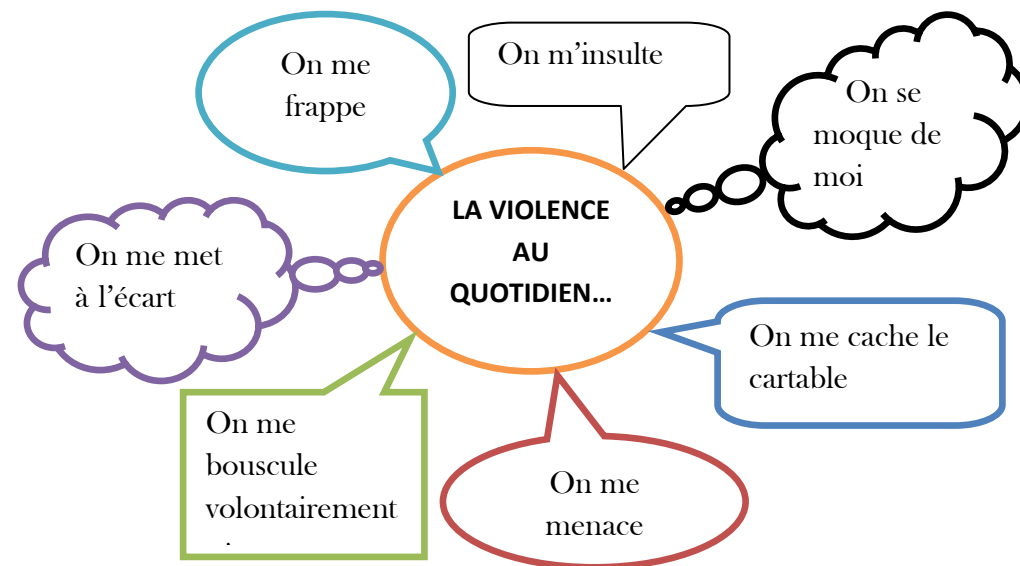 On me
frappe
On m’insulte
On se
moque de
moi
LA VIOLENCE
AU
QUOTIDIEN…
On me met
à l’écart
On me cache le
cartable
On me
bouscule
volontairement
On me
menace